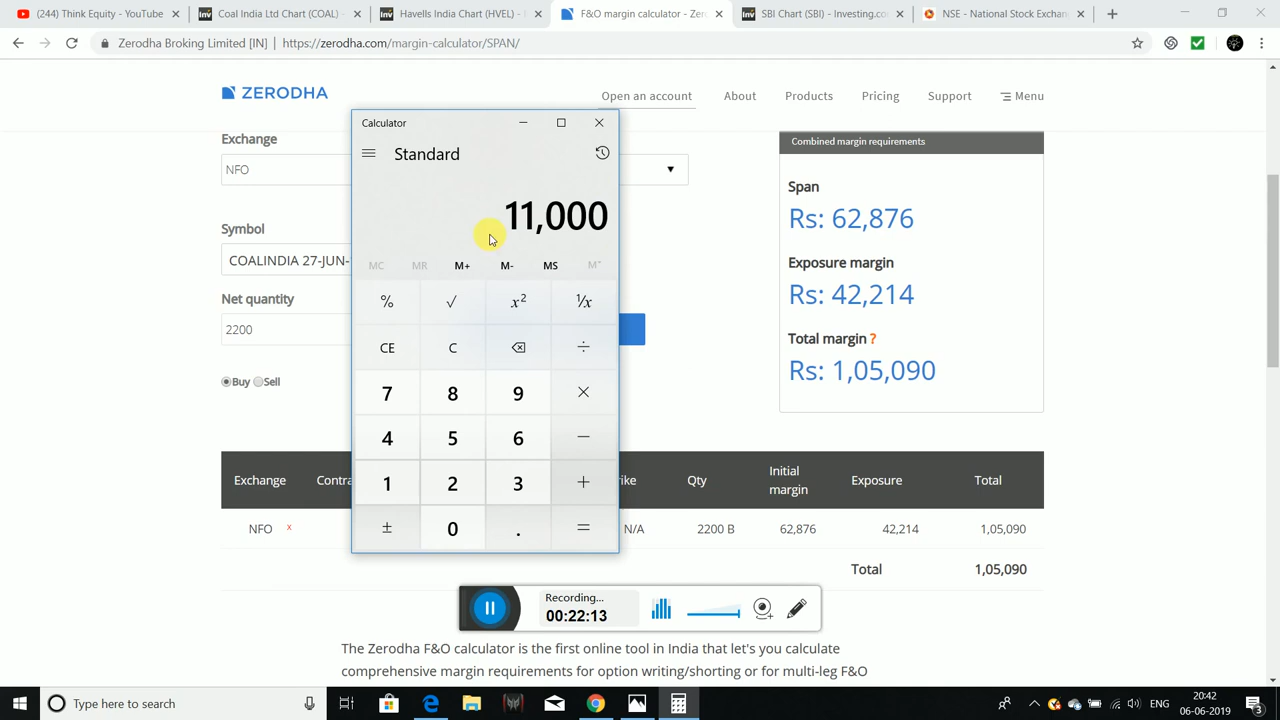 (244) Think Equity - YouTube
Coal India Ltd Chart (COAL) -
Havells India Chart (HVEL) - I
F&O margin calculator - Zero
SBI Chart (SBI) - Investing.co
NSE - National Stock Exchan
Zerodha Broking Limited [IN] | https://zerodha.com/margin-calculator/SPAN/
ZERODHA
Open an account
About
Products
Pricing
Support
Menu
Exchange
NFO
Symbol
COALINDIA 27-JUN-
Net quantity
2200
Buy
Sell
Calculator
Standard
11,000
MC
MR
M+
M-
MS
M˅
%
√
x²
¹/x
CE
C
÷
7
8
9
×
4
5
6
−
1
2
3
+
±
0
.
=
Combined margin requirements
Span
Rs: 62,876
Exposure margin
Rs: 42,214
Total margin ?
Rs: 1,05,090
Exchange
Contra
ike
Qty
Initial
margin
Exposure
Total
NFO
x
N/A
2200 B
62,876
42,214
1,05,090
Total
1,05,090
Recording...
00:22:13
The Zerodha F&O calculator is the first online tool in India that let's you calculate
comprehensive margin requirements for option writing/shorting or for multi-leg F&O
Type here to search
ENG
20:42
06-06-2019
3